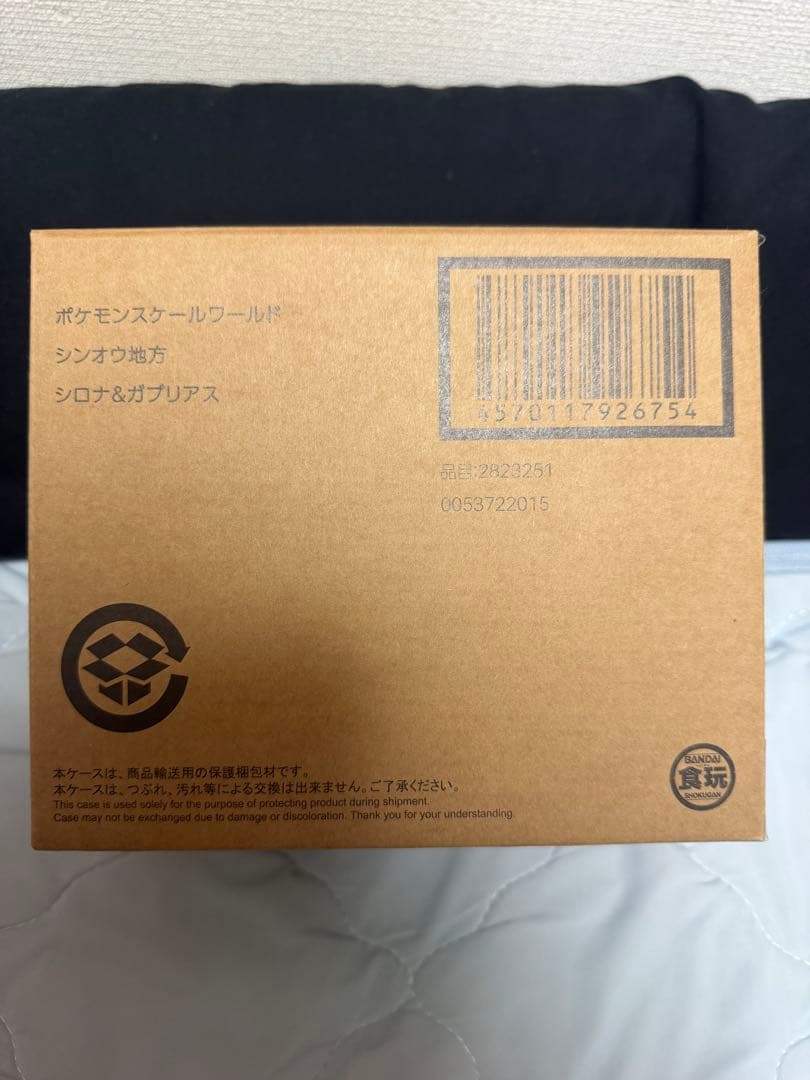 ポケモンスケールワールド
シンオウ地方
シロナ&ガブリアス
4570117926754
品目:2823251
0053722015
本ケースは、商品輸送用の保護梱包材です。
本ケースは、つぶれ、汚れ等による交換は出来ません。ご了承ください。
This case is used solely for the purpose of protecting product during shipment.
Case may not be exchanged due to damage or discoloration. Thank you for your understanding.
BANDAI
食玩
SHOKUGAN